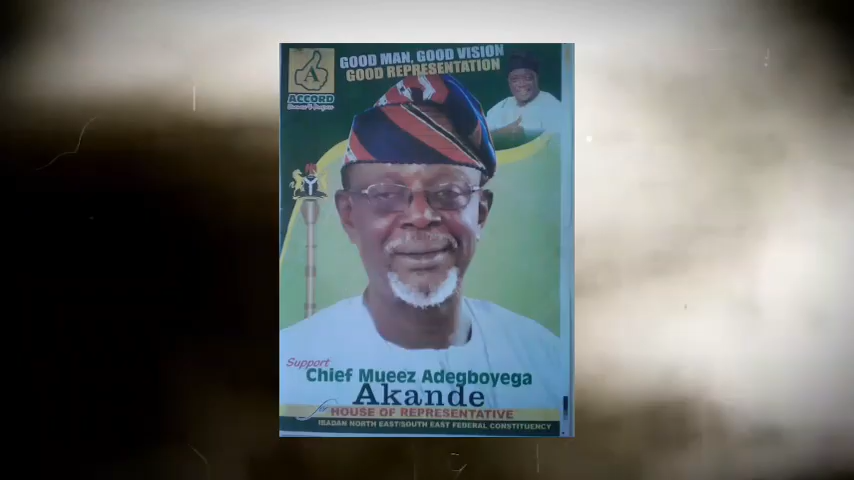 GOOD MAN, GOOD VISION
GOOD REPRESENTATION
A
ACCORD
Support
Chief Mueez Adegboyega
Akande
for HOUSE OF REPRESENTATIVE
IBADAN NORTH EAST/SOUTH EAST FEDERAL CONSTITUENCY